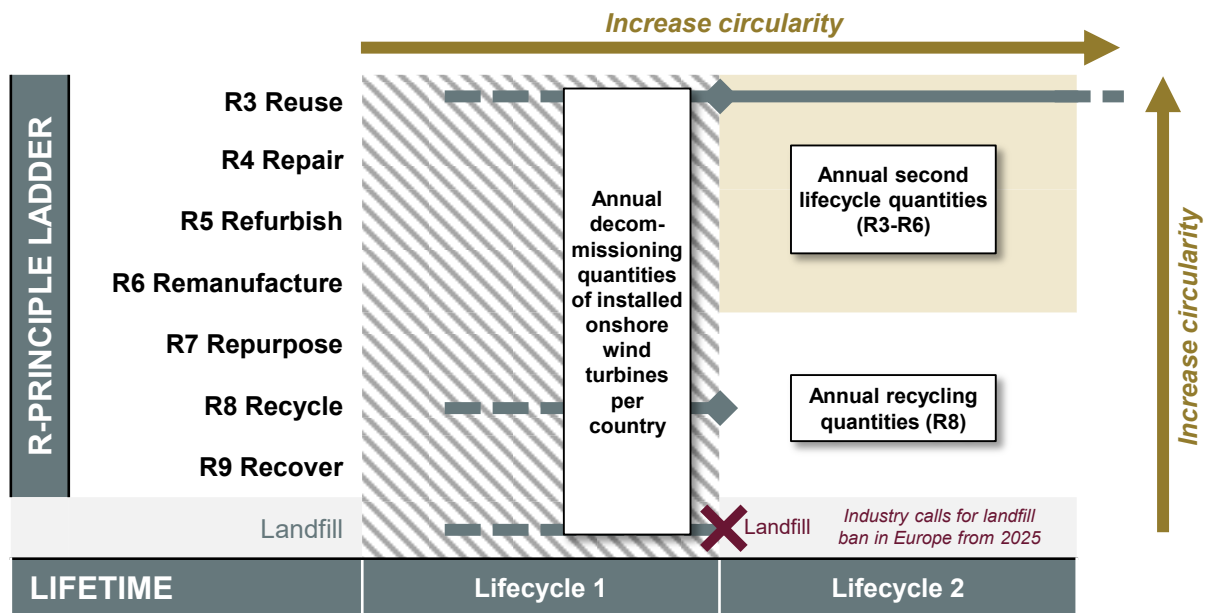 Increase circularity
R-PRINCIPLE LADDER
R3 Reuse
R4 Repair
R5 Refurbish
R6 Remanufacture
R7 Repurpose
R8 Recycle
R9 Recover
Landfill
Annual
decom-
missioning
quantities
of installed
onshore
wind
turbines
per
country
Annual second
lifecycle quantities
(R3-R6)
Annual recycling
quantities (R8)
Landfill
Industry calls for landfill
ban in Europe from 2025
Increase circularity
LIFETIME
Lifecycle 1
Lifecycle 2